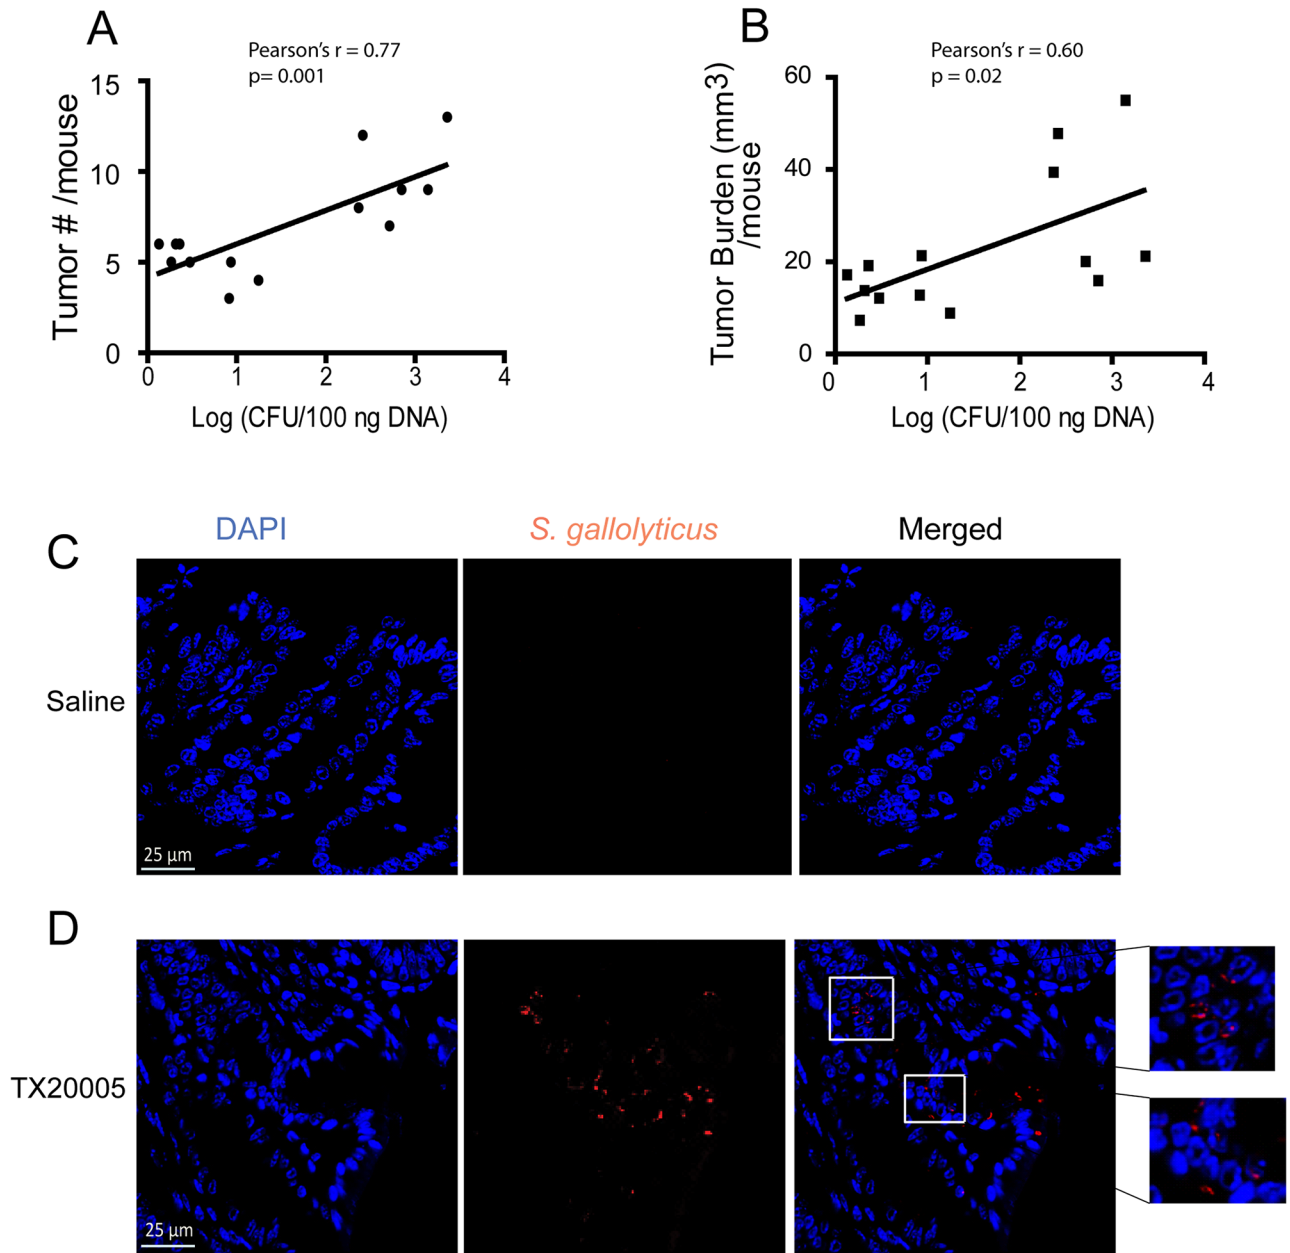 A
Pearson's r = 0.77
p= 0.001
Tumor # /mouse
15
10
5
0
0 1 2 3 4
Log (CFU/100 ng DNA)
B
Pearson's r = 0.60
p = 0.02
Tumor Burden (mm3)
/mouse
60
40
20
0
0 1 2 3 4
Log (CFU/100 ng DNA)
C
DAPI
S. gallolyticus
Merged
Saline
25 µm
D
TX20005
25 µm